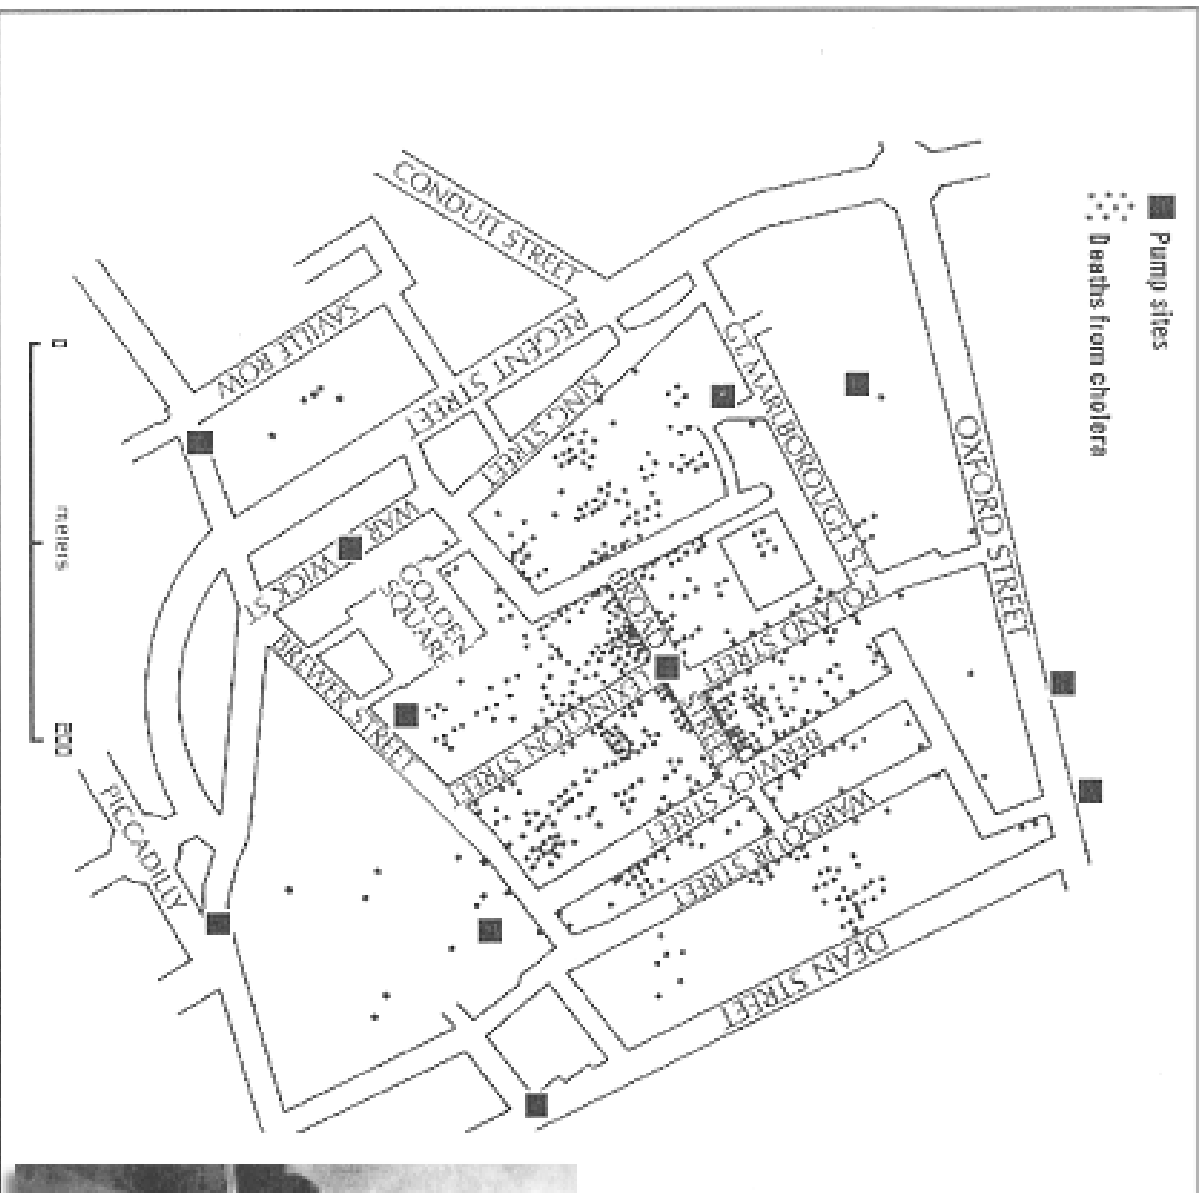 Pump sites
Deaths from cholera
OXFORD STREET
CONDUIT STREET
GT. MARLBOROUGH ST.
REGENT STREET
KING STREET
SAVILLE ROW
WARWICK ST.
GOLDEN
SQUARE
BROAD
STREET
POLAND STREET
LEXINGTON STREET
BREWER STREET
BERWICK STREET
WARDOUR STREET
DEAN STREET
PICCADILLY
0
meters
200